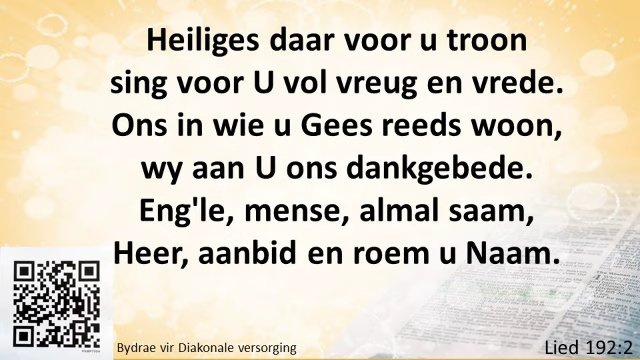 Heiliges daar voor u troon
sing voor U vol vreug en vrede.
Ons in wie u Gees reeds woon,
wy aan U ons dankgebede.
Eng'le, mense, almal saam,
Heer, aanbid en roem u Naam.
Bydrae vir Diakonale versorging
Lied 192:2